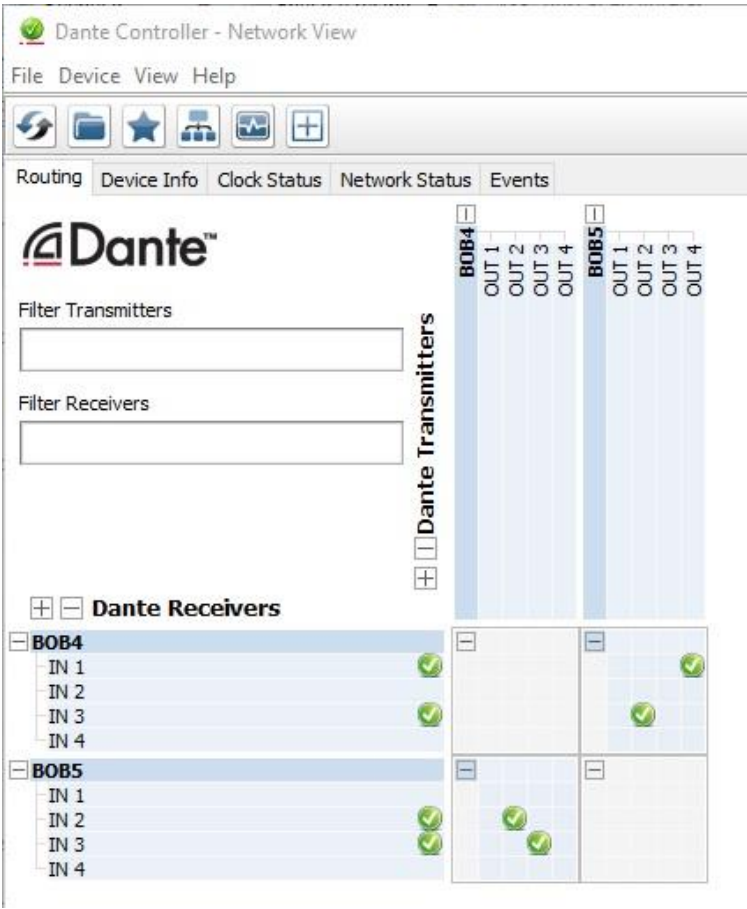 Dante Controller - Network View
File Device View Help
Routing Device Info Clock Status Network Status Events
Dante™
Filter Transmitters
Filter Receivers
Dante Transmitters
BOB4
OUT 1
OUT 2
OUT 3
OUT 4
BOB5
OUT 1
OUT 2
OUT 3
OUT 4
Dante Receivers
BOB4
IN 1
IN 2
IN 3
IN 4
BOB5
IN 1
IN 2
IN 3
IN 4